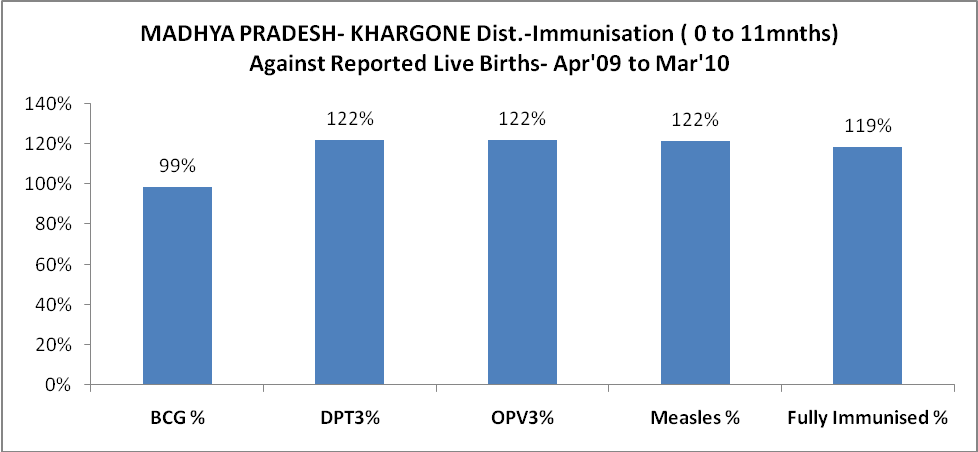 MADHYA PRADESH- KHARGONE Dist.-Immunisation ( 0 to 11mnths)
Against Reported Live Births- Apr'09 to Mar'10
140%
120%
100%
80%
60%
40%
20%
0%
99%
122%
122%
122%
119%
BCG %
DPT3%
OPV3%
Measles %
Fully Immunised %